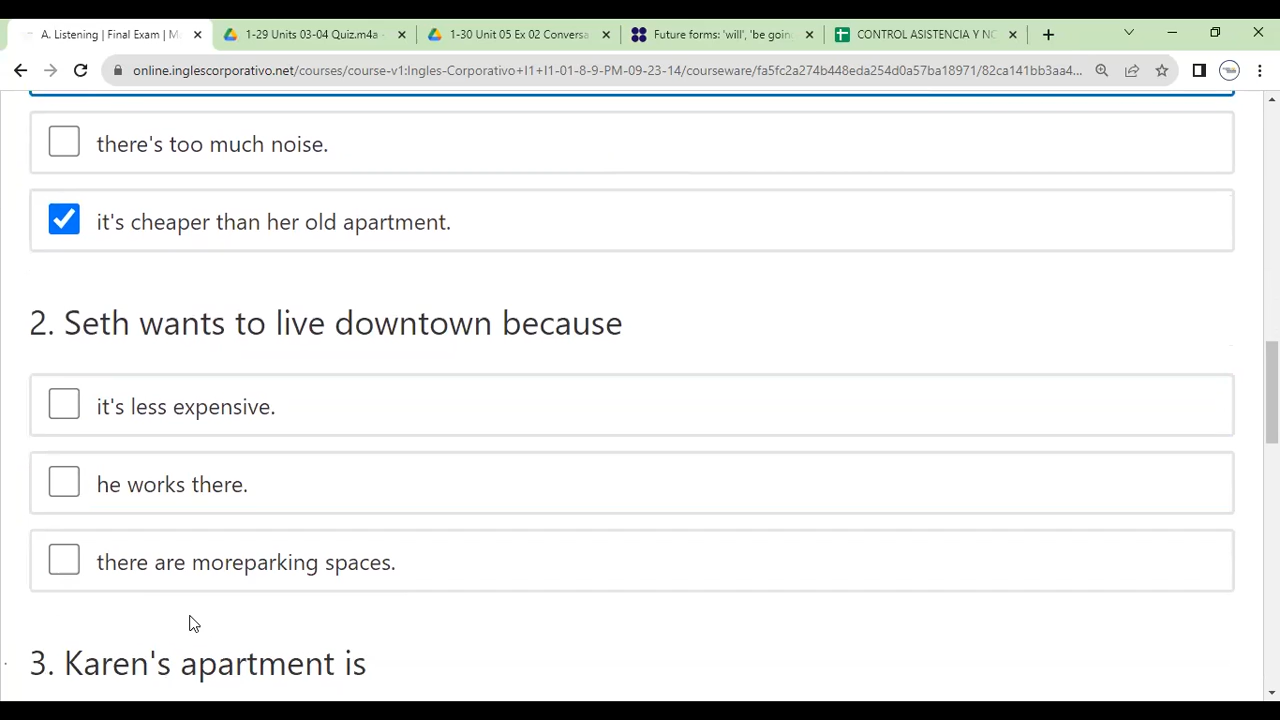 A. Listening | Final Exam | M
1-29 Units 03-04 Quiz.m4a -
1-30 Unit 05 Ex 02 Conversa
Future forms: 'will', 'be goin
CONTROL ASISTENCIA Y NO
online.inglescorporativo.net/courses/course-v1:Ingles-Corporativo+I1+I1-01-8-9-PM-09-23-14/courseware/fa5fc2a274b448eda254d0a57ba18971/82ca141bb3aa4...
there's too much noise.
it's cheaper than her old apartment.
2. Seth wants to live downtown because
it's less expensive.
he works there.
there are moreparking spaces.
3. Karen's apartment is